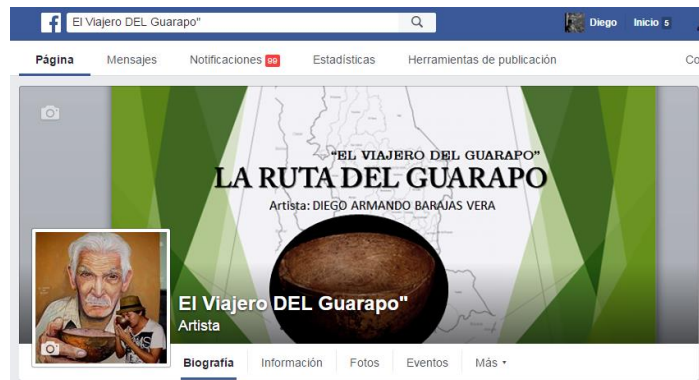 El Viajero DEL Guarapo"
Diego Inicio 5
Página Mensajes Notificaciones 99 Estadísticas Herramientas de publicación Co
"EL VIAJERO DEL GUARAPO"
LA RUTA DEL GUARAPO
Artista: DIEGO ARMANDO BARAJAS VERA
El Viajero DEL Guarapo"
Artista
Biografía Información Fotos Eventos Más